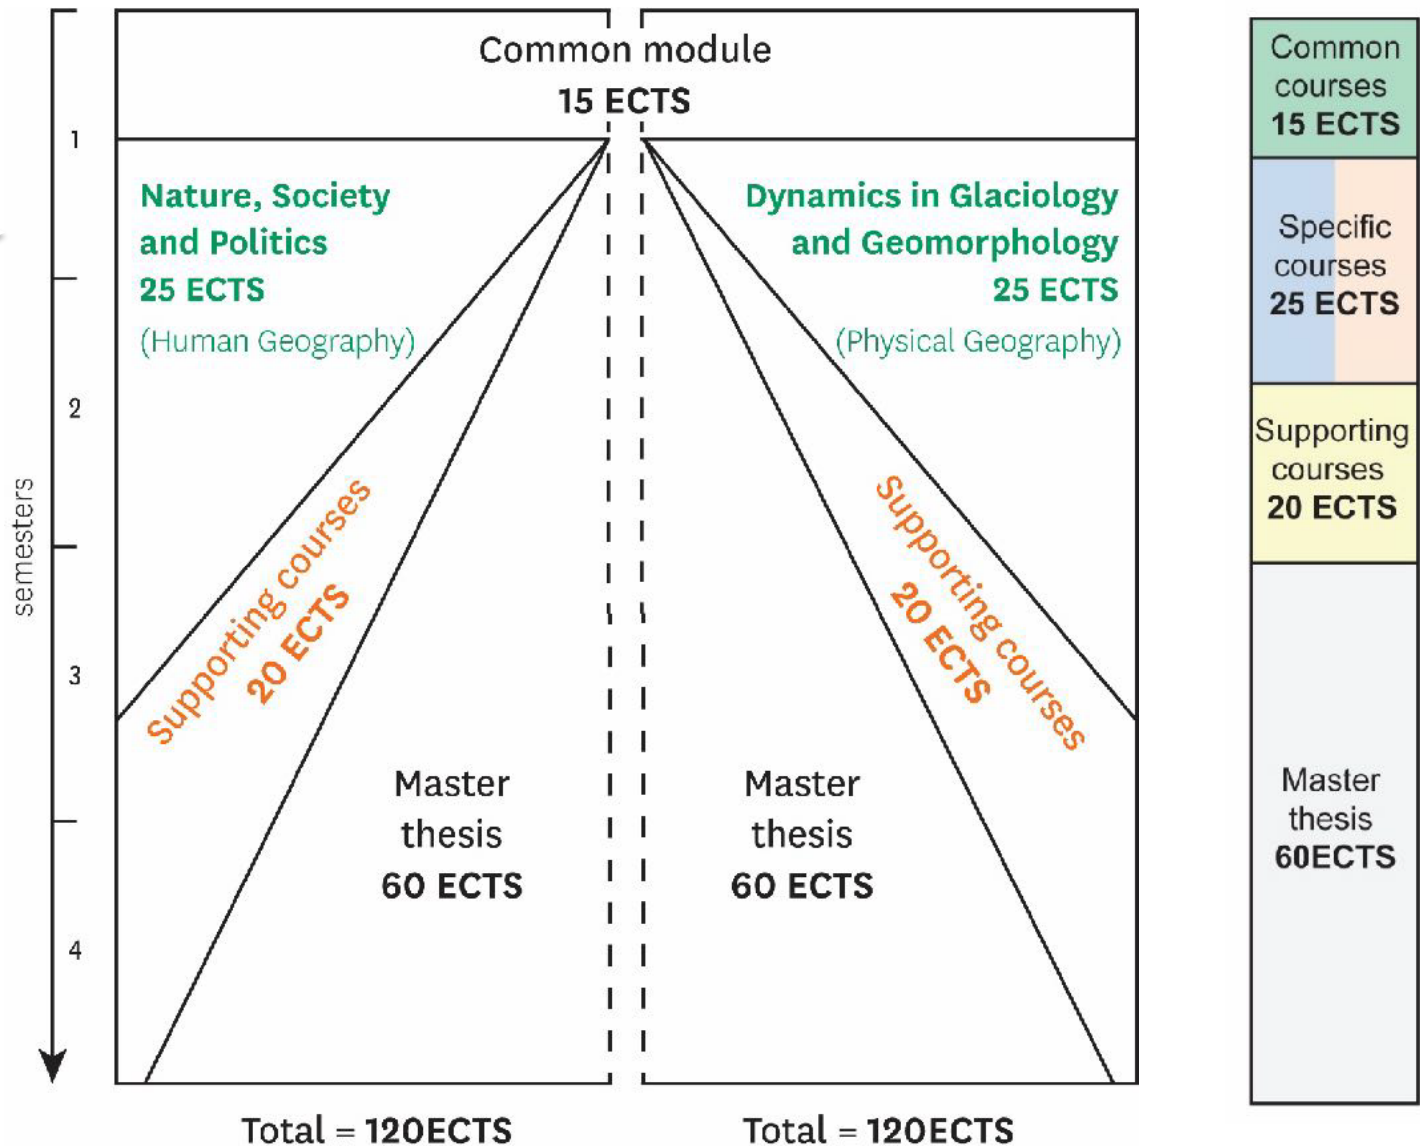 Common module
15 ECTS
semesters
1
2
3
4
Nature, Society
and Politics
25 ECTS
(Human Geography)
Dynamics in Glaciology
and Geomorphology
25 ECTS
(Physical Geography)
Supporting courses
20 ECTS
Supporting courses
20 ECTS
Master
thesis
60 ECTS
Master
thesis
60 ECTS
Total = 120ECTS
Total = 120ECTS
Common
courses
15 ECTS
Specific
courses
25 ECTS
Supporting
courses
20 ECTS
Master
thesis
60ECTS